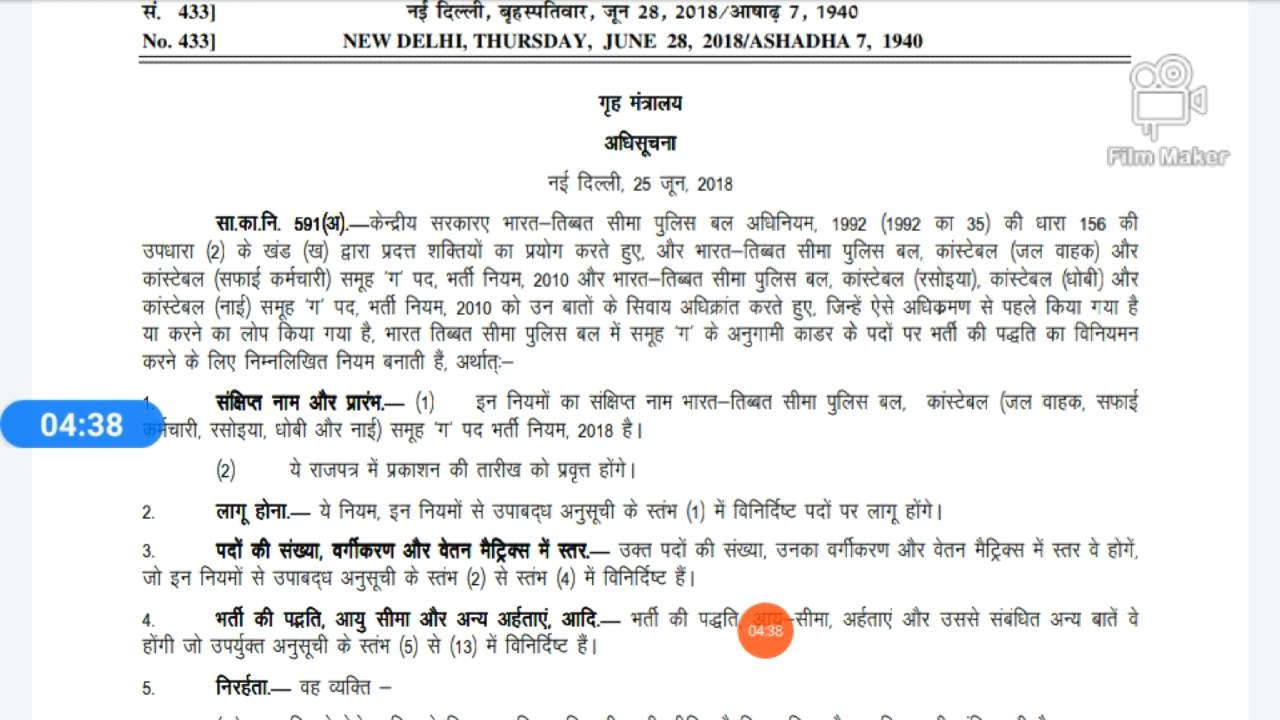 सं. 433]
नई दिल्ली, बृहस्पतिवार, जून 28, 2018/आषाढ़ 7, 1940
No. 433]
NEW DELHI, THURSDAY, JUNE 28, 2018/ASHADHA 7, 1940
गृह मंत्रालय
अधिसूचना
नई दिल्ली, 25 जून, 2018
Film Maker
सा.का.नि. 591(अ).—केन्द्रीय सरकारए भारत–तिब्बत सीमा पुलिस बल अधिनियम, 1992 (1992 का 35) की धारा 156 की
उपधारा (2) के खंड (ख) द्वारा प्रदत्त शक्तियों का प्रयोग करते हुए, और भारत–तिब्बत सीमा पुलिस बल, कांस्टेबल (जल वाहक) और
कांस्टेबल (सफाई कर्मचारी) समूह 'ग' पद, भर्ती नियम, 2010 और भारत–तिब्बत सीमा पुलिस बल, कांस्टेबल (रसोइया), कांस्टेबल (धोबी) और
कांस्टेबल (नाई) समूह 'ग' पद, भर्ती नियम, 2010 को उन बातों के सिवाय अधिक्रांत करते हुए, जिन्हें ऐसे अधिक्रमण से पहले किया गया है
या करने का लोप किया गया है, भारत तिब्बत सीमा पुलिस बल में समूह 'ग' के अनुगामी काडर के पदों पर भर्ती की पद्धति का विनियमन
करने के लिए निम्नलिखित नियम बनाती है, अर्थात्ः–
1. संक्षिप्त नाम और प्रारंभ.— (1) इन नियमों का संक्षिप्त नाम भारत–तिब्बत सीमा पुलिस बल, कांस्टेबल (जल वाहक, सफाई
04:38
कर्मचारी, रसोइया, धोबी और नाई) समूह 'ग' पद भर्ती नियम, 2018 है।
(2) ये राजपत्र में प्रकाशन की तारीख को प्रवृत्त होंगे।
2. लागू होना.— ये नियम, इन नियमों से उपाबद्ध अनुसूची के स्तंभ (1) में विनिर्दिष्ट पदों पर लागू होंगे।
3. पदों की संख्या, वर्गीकरण और वेतन मैट्रिक्स में स्तर.— उक्त पदों की संख्या, उनका वर्गीकरण और वेतन मैट्रिक्स में स्तर वे होगें,
जो इन नियमों से उपाबद्ध अनुसूची के स्तंभ (2) से स्तंभ (4) में विनिर्दिष्ट हैं।
4. भर्ती की पद्धति, आयु सीमा और अन्य अर्हताएं, आदि.— भर्ती की पद्धति, आयु–सीमा, अर्हताएं और उससे संबंधित अन्य बातें वे
04:38
होंगी जो उपर्युक्त अनुसूची के स्तंभ (5) से (13) में विनिर्दिष्ट हैं।
5. निरर्हता.— वह व्यक्ति –